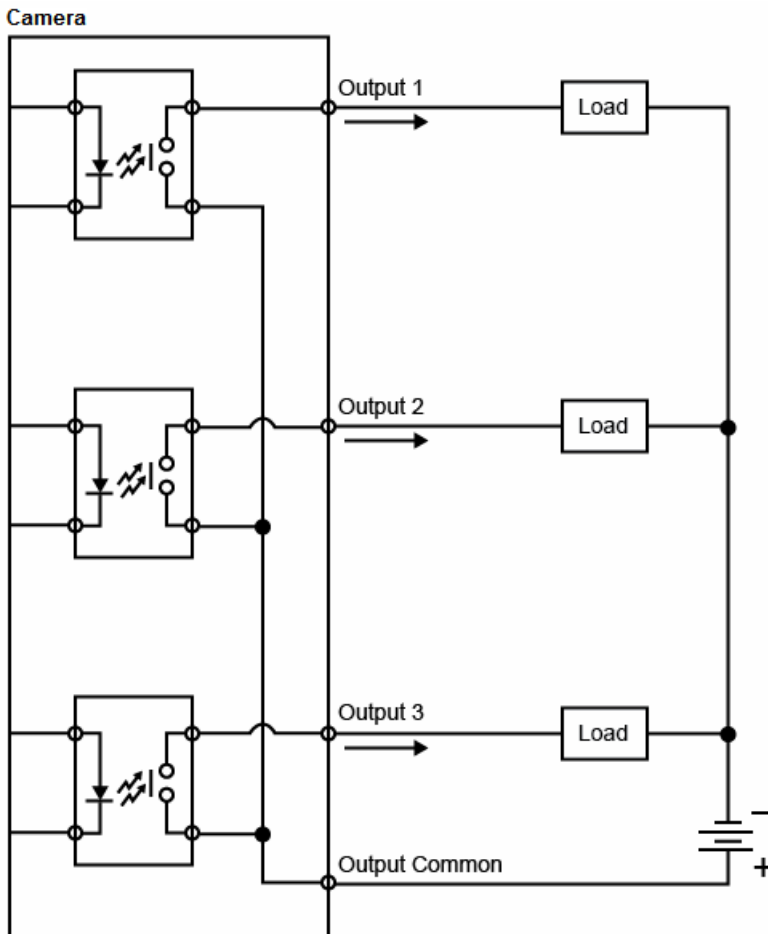 Camera
Output 1
Load
Output 2
Load
Output 3
Load
−
Output Common
+